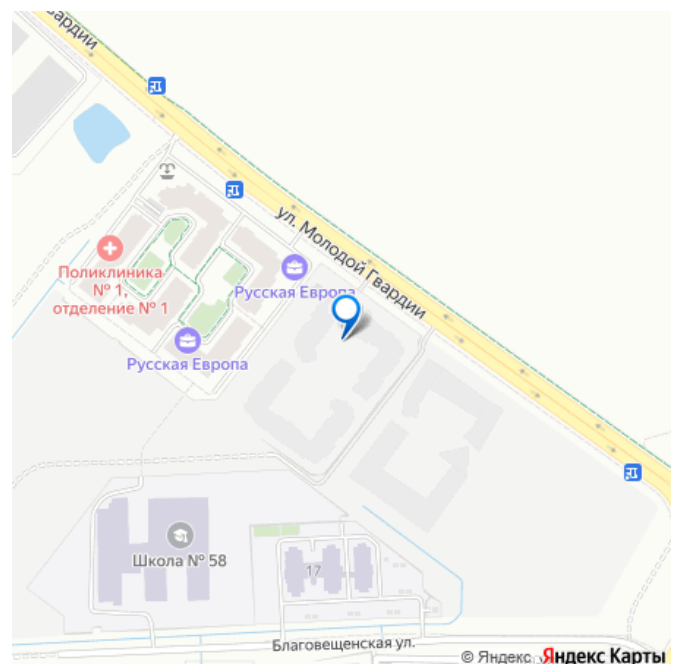 Гвардии
ул. Молодой Гвардии
Поликлиника
№ 1,
отделение № 1
Русская Европа
Русская Европа
Школа № 58
17
Благовещенская ул.
© Яндекс
Яндекс Карты